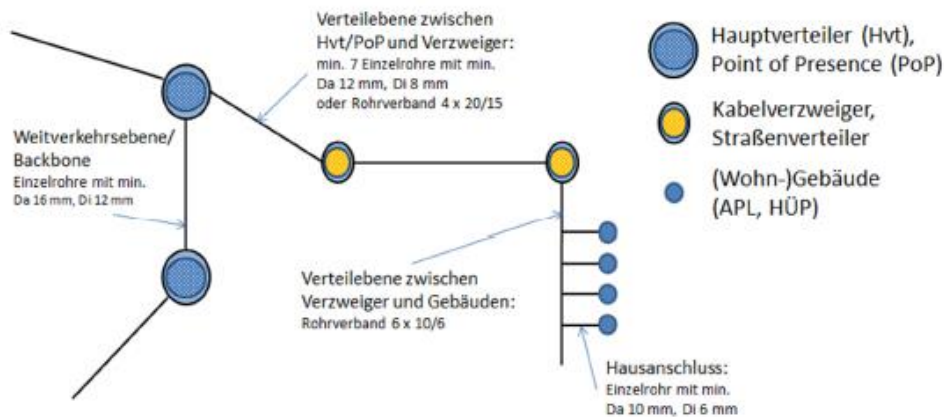 Verteilebene zwischen
Hvt/PoP und Verzweiger:
min. 7 Einzelrohre mit min.
Da 12 mm, Di 8 mm
oder Rohrverband 4 x 20/15
Hauptverteiler (Hvt),
Point of Presence (PoP)
Kabelverzweiger,
Straßenverteiler
(Wohn-)Gebäude
(APL, HÜP)
Weitverkehrsebene/
Backbone
Einzelrohre mit min.
Da 16 mm, Di 12 mm
Verteilebene zwischen
Verzweiger und Gebäuden:
Rohrverband 6 x 10/6
Hausanschluss:
Einzelrohr mit min.
Da 10 mm, Di 6 mm